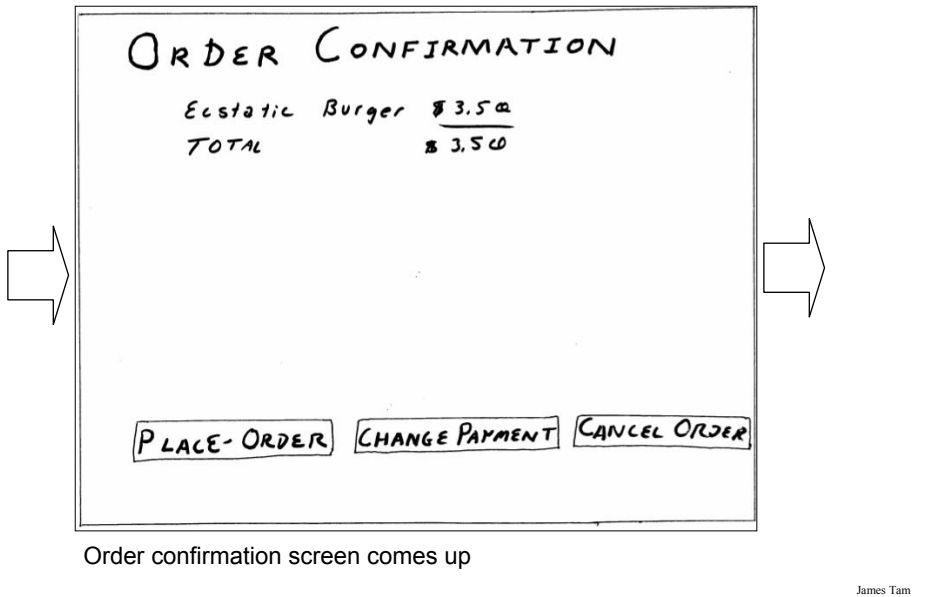 ORDER CONFIRMATION
Ecstatic Burger $ 3.50
TOTAL $ 3.50
PLACE-ORDER CHANGE PAYMENT CANCEL ORDER
Order confirmation screen comes up
James Tam